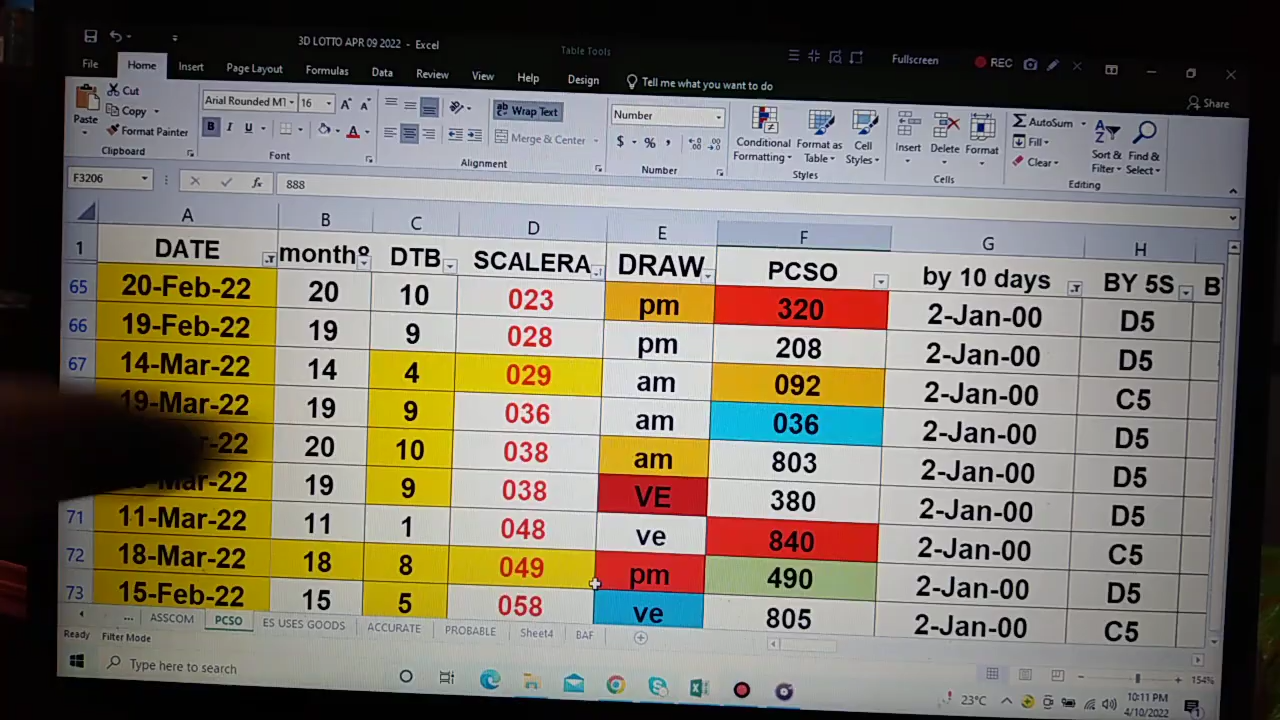 3D LOTTO APR 09 2022 - Excel
Table Tools
Fullscreen
REC
File Home Insert Page Layout Formulas Data Review View Help Design Tell me what you want to do
Share
Paste
Cut
Copy
Format Painter
Clipboard
Arial Rounded MT 16
B I U
Font
Wrap Text
Merge & Center
Alignment
Number
$ % ,
Number
Conditional Formatting
Format as Table
Cell Styles
Styles
Insert Delete Format
Cells
AutoSum
Fill
Clear
Sort & Filter
Find & Select
Editing
F3206 fx 888
A B C D E F G H
1 DATE monthº DTB SCALERA DRAW PCSO by 10 days BY 5S B
65 20-Feb-22 20 10 023 pm 320 2-Jan-00 D5
66 19-Feb-22 19 9 028 pm 208 2-Jan-00 D5
67 14-Mar-22 14 4 029 am 092 2-Jan-00 C5
19-Mar-22 19 9 036 am 036 2-Jan-00 D5
-22 20 10 038 am 803 2-Jan-00 D5
-22 19 9 038 VE 380 2-Jan-00 D5
71 11-Mar-22 11 1 048 ve 840 2-Jan-00 C5
72 18-Mar-22 18 8 049 pm 490 2-Jan-00 D5
73 15-Feb-22 15 5 058 ve 805 2-Jan-00 C5
... ASSCOM PCSO ES USES GOODS ACCURATE PROBABLE Sheet4 BAF
Ready Filter Mode
154%
Type here to search
23°C
10:11 PM
4/10/2022